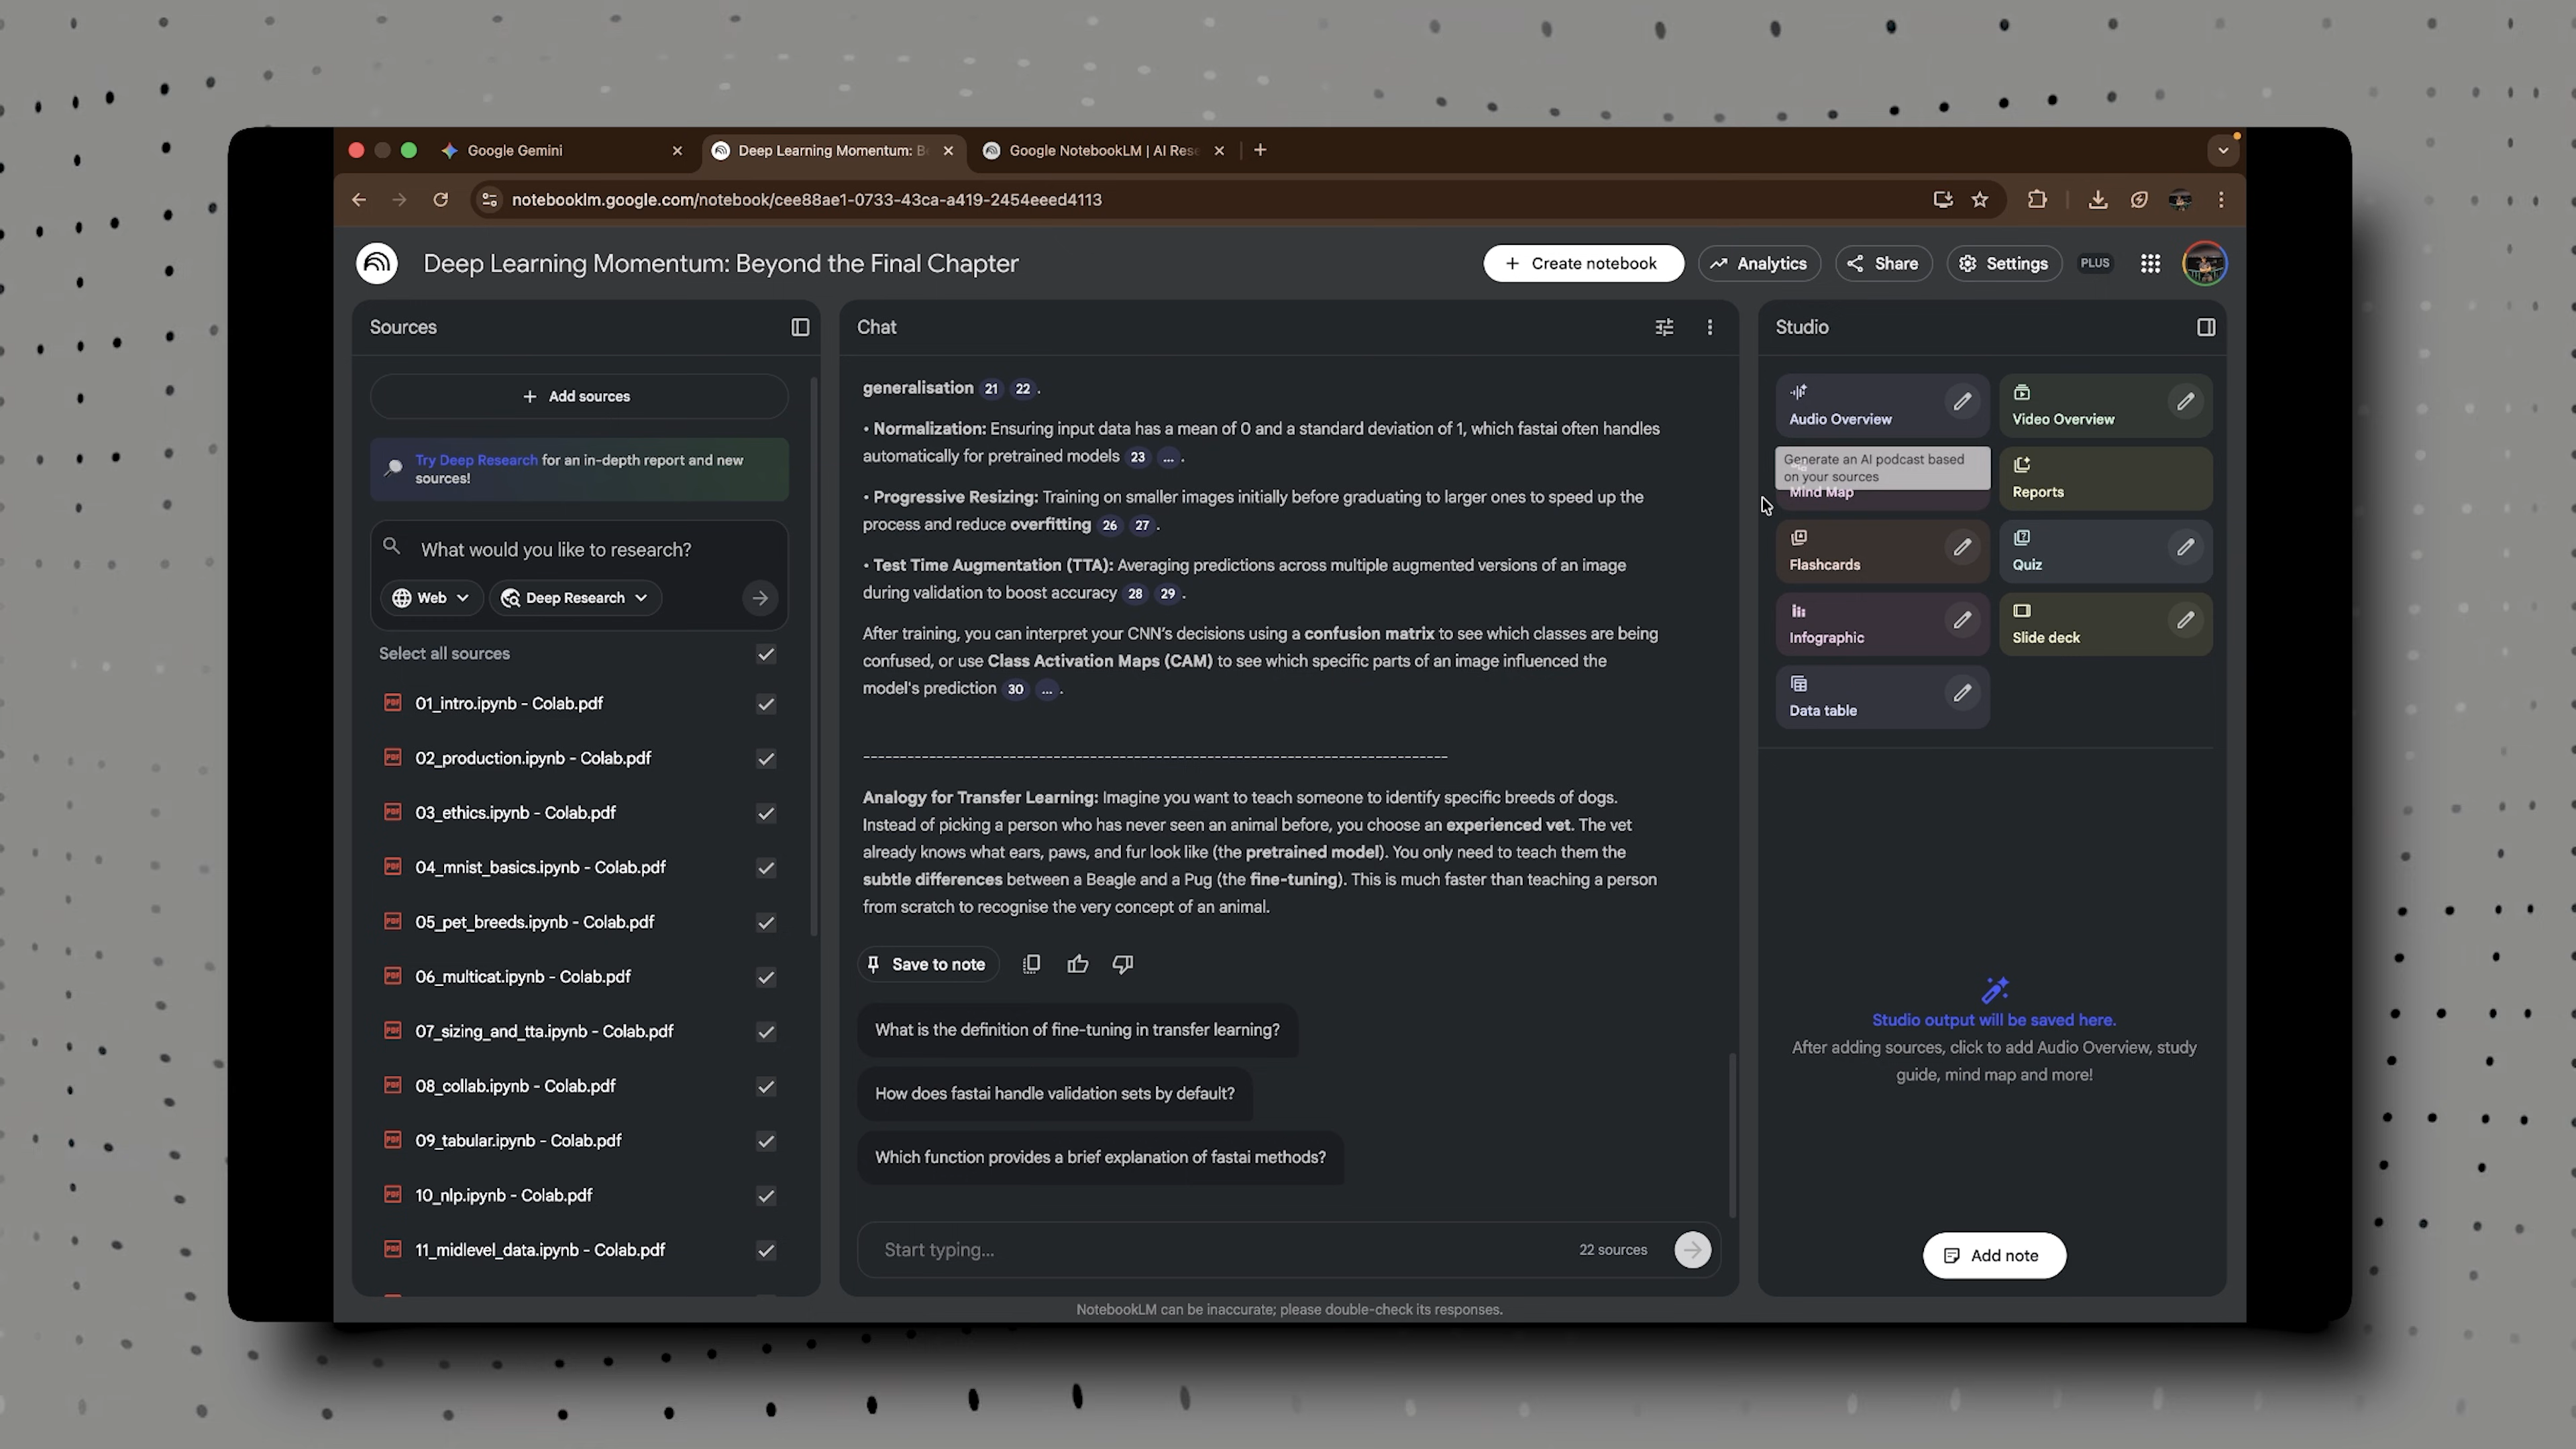 Google Gemini
Deep Learning Momentum: Be
Google NotebookLM | AI Rese
notebooklm.google.com/notebook/cee88ae1-0733-43ca-a419-2454eeed4113
Deep Learning Momentum: Beyond the Final Chapter
Create notebook
Analytics
Share
Settings
PLUS
Sources
Add sources
Try Deep Research for an in-depth report and new
sources!
What would you like to research?
Web
Deep Research
Select all sources
01_intro.ipynb - Colab.pdf
02_production.ipynb - Colab.pdf
03_ethics.ipynb - Colab.pdf
04_mnist_basics.ipynb - Colab.pdf
05_pet_breeds.ipynb - Colab.pdf
06_multicat.ipynb - Colab.pdf
07_sizing_and_tta.ipynb - Colab.pdf
08_collab.ipynb - Colab.pdf
09_tabular.ipynb - Colab.pdf
10_nlp.ipynb - Colab.pdf
11_midlevel_data.ipynb - Colab.pdf
Chat
generalisation 21 22 .
• Normalization: Ensuring input data has a mean of 0 and a standard deviation of 1, which fastai often handles
automatically for pretrained models 23 ... .
• Progressive Resizing: Training on smaller images initially before graduating to larger ones to speed up the
process and reduce overfitting 26 27 .
• Test Time Augmentation (TTA): Averaging predictions across multiple augmented versions of an image
during validation to boost accuracy 28 29 .
After training, you can interpret your CNN's decisions using a confusion matrix to see which classes are being
confused, or use Class Activation Maps (CAM) to see which specific parts of an image influenced the
model's prediction 30 ... .
--------------------------------------------------------------------------------
Analogy for Transfer Learning: Imagine you want to teach someone to identify specific breeds of dogs.
Instead of picking a person who has never seen an animal before, you choose an experienced vet. The vet
already knows what ears, paws, and fur look like (the pretrained model). You only need to teach them the
subtle differences between a Beagle and a Pug (the fine-tuning). This is much faster than teaching a person
from scratch to recognise the very concept of an animal.
Save to note
What is the definition of fine-tuning in transfer learning?
How does fastai handle validation sets by default?
Which function provides a brief explanation of fastai methods?
Start typing...
22 sources
NotebookLM can be inaccurate; please double-check its responses.
Studio
Audio Overview
Video Overview
Generate an AI podcast based
on your sources
Mind Map
Reports
Flashcards
Quiz
Infographic
Slide deck
Data table
Studio output will be saved here.
After adding sources, click to add Audio Overview, study
guide, mind map and more!
Add note